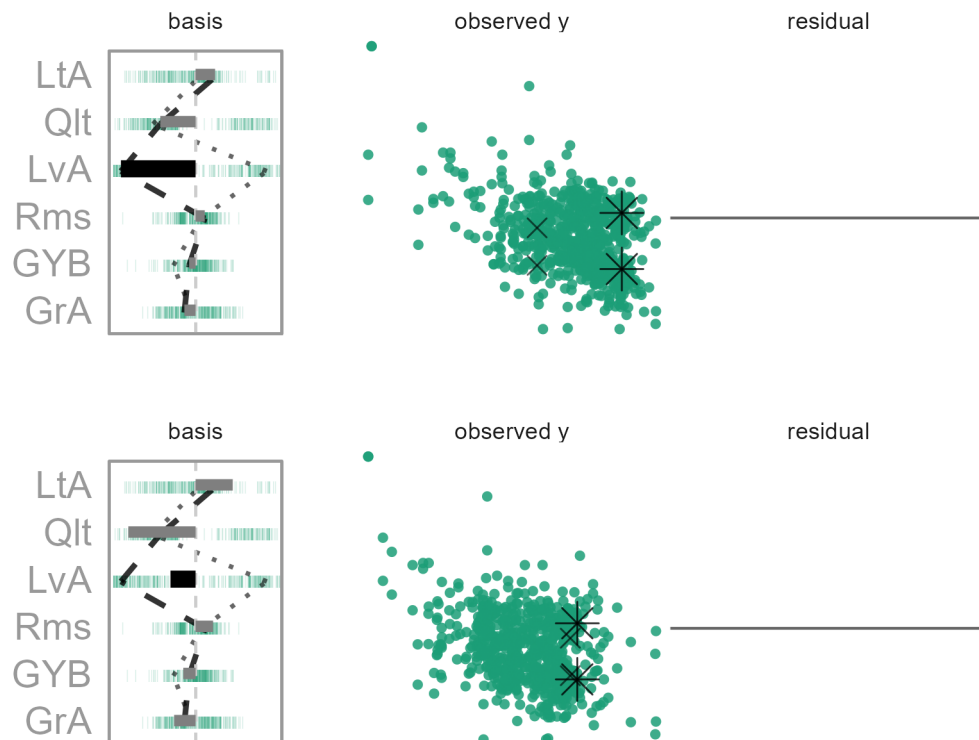 basis observed y residual
LtA
Qlt
LvA
Rms
GYB
GrA
basis observed y residual
LtA
Qlt
LvA
Rms
GYB
GrA